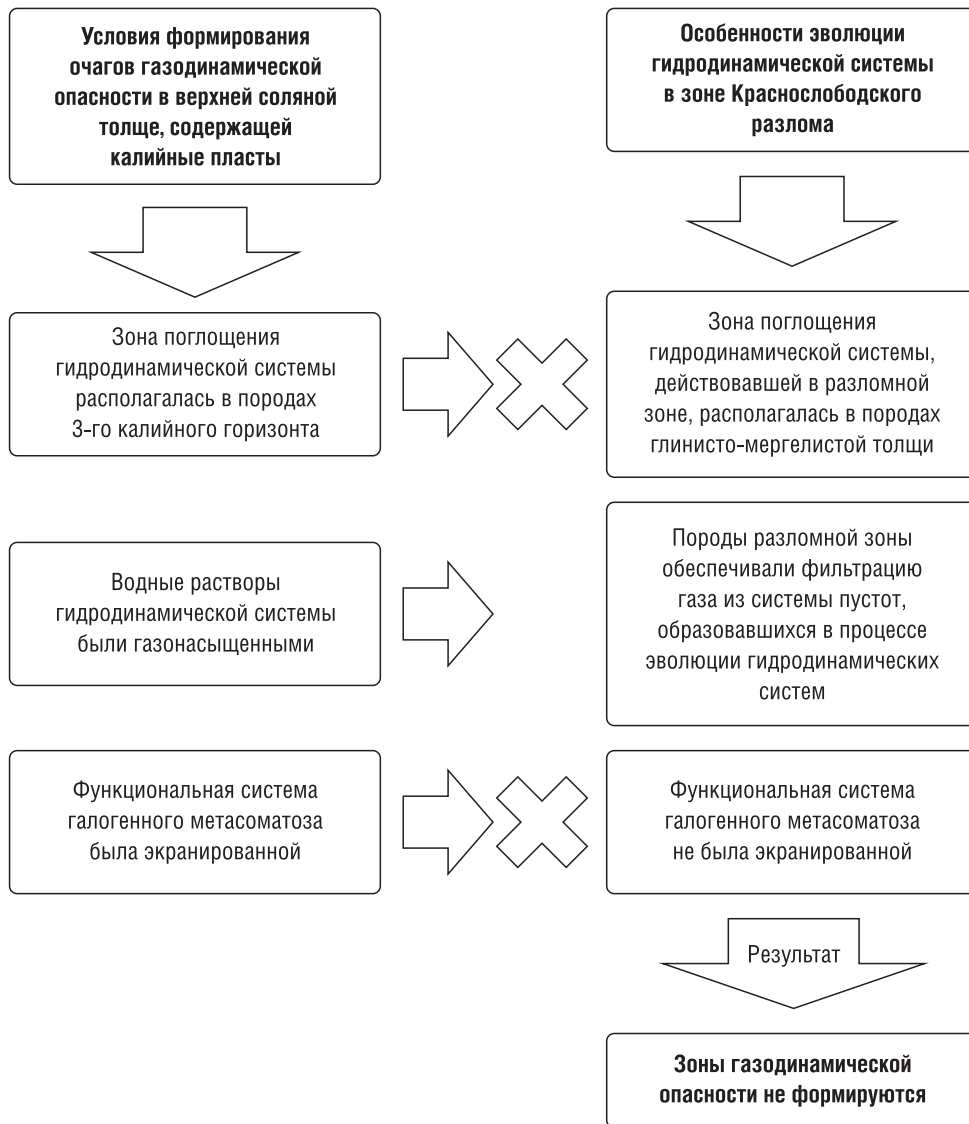 Условия формирования
очагов газодинамической
опасности в верхней соляной
толще, содержащей
калийные пласты
Особенности эволюции
гидродинамической системы
в зоне Краснослободского
разлома
Зона поглощения
гидродинамической системы
располагалась в породах
3-го калийного горизонта
Зона поглощения
гидродинамической системы,
действовавшей в разломной
зоне, располагалась в породах
глинисто-мергелистой толщи
Водные растворы
гидродинамической системы
были газонасыщенными
Породы разломной зоны
обеспечивали фильтрацию
газа из системы пустот,
образовавшихся в процессе
эволюции гидродинамических
систем
Функциональная система
галогенного метасоматоза
была экранированной
Функциональная система
галогенного метасоматоза
не была экранированной
Результат
Зоны газодинамической
опасности не формируются